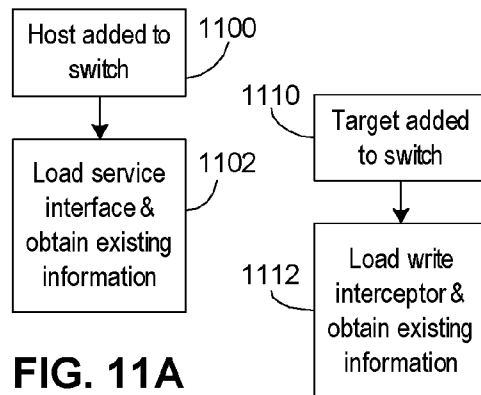 Host added to
switch
1100
Load service
interface &
obtain existing
information
1102
1110
Target added
to switch
1112
Load write
interceptor &
obtain existing
information
FIG. 11A